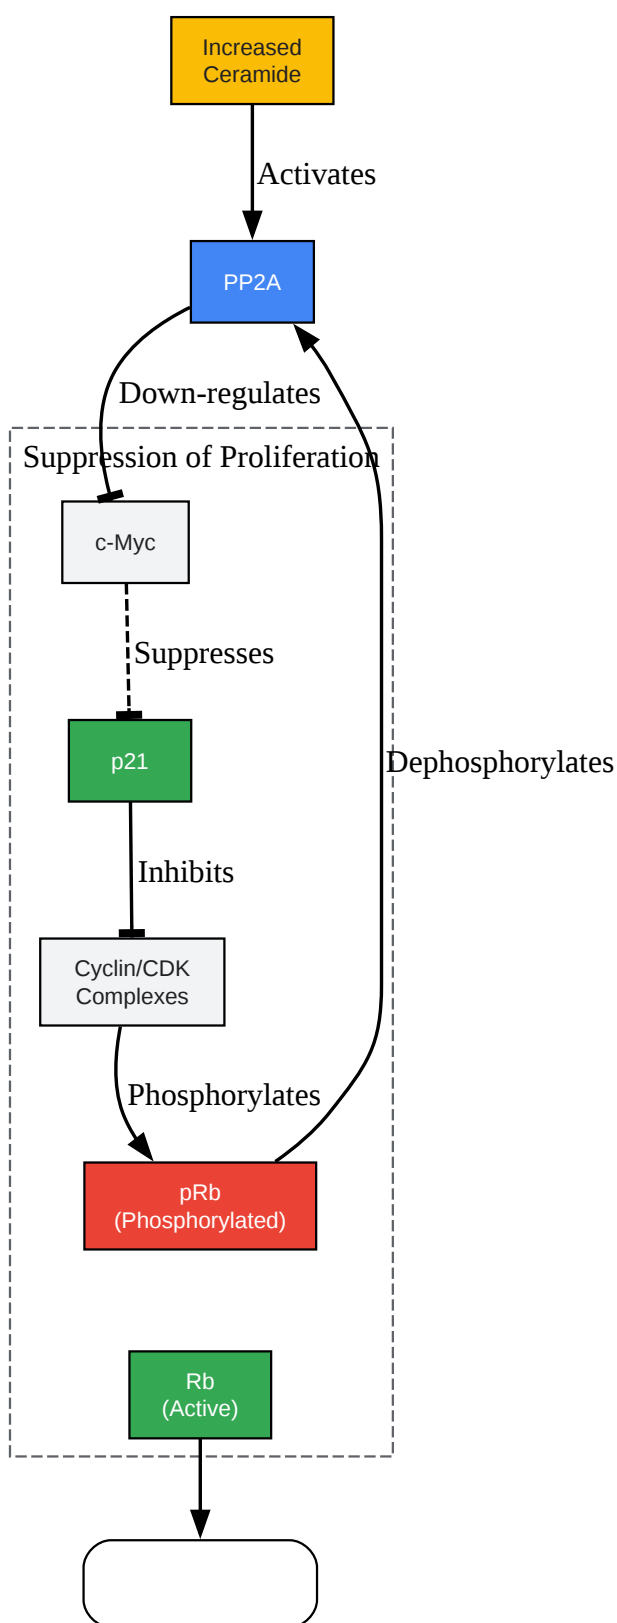 Increased
Ceramide
Activates
PP2A
Down-regulates
Suppression of Proliferation
c-Myc
Suppresses
p21
Dephosphorylates
Inhibits
Cyclin/CDK
Complexes
Phosphorylates
pRb
(Phosphorylated)
Rb
(Active)